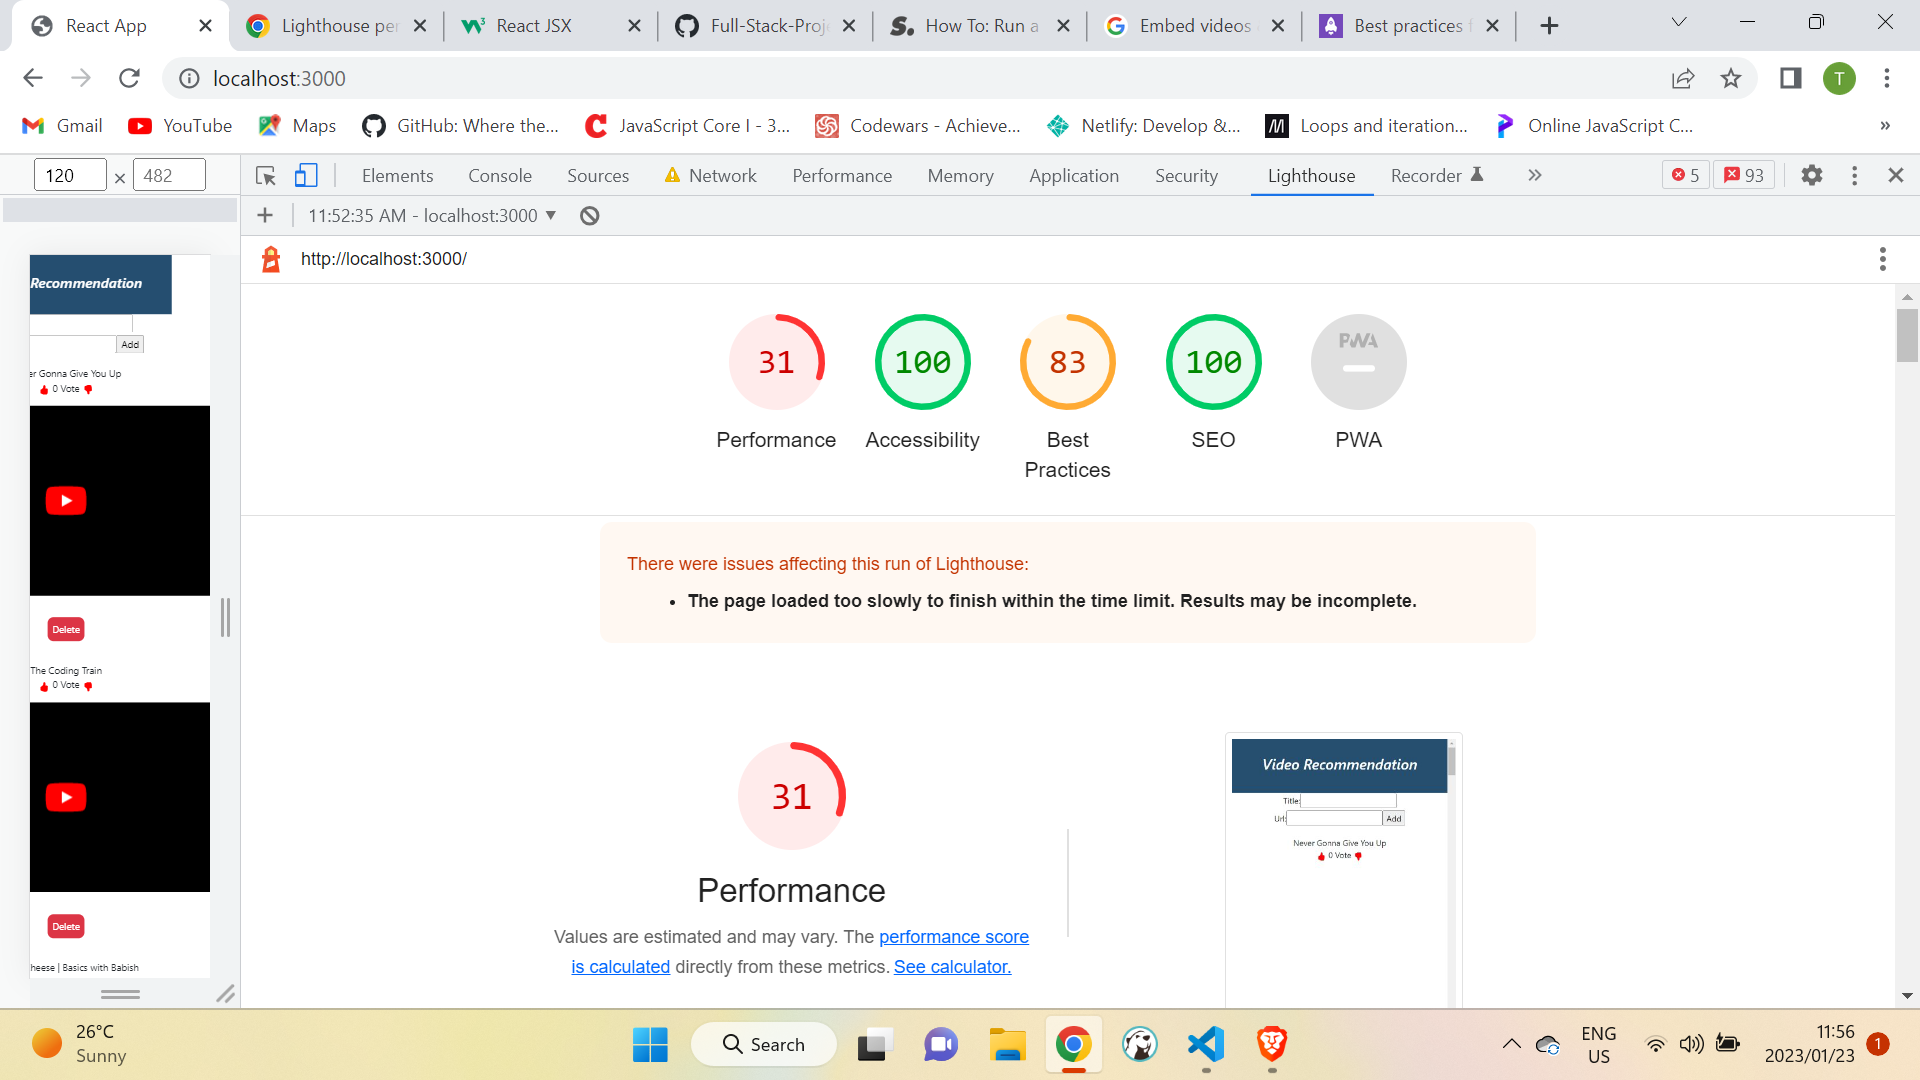 React App
Lighthouse per
React JSX
Full-Stack-Proje
How To: Run a
Embed videos
Best practices f
localhost:3000
T
Gmail
YouTube
Maps
GitHub: Where the...
JavaScript Core I - 3...
Codewars - Achieve...
Netlify: Develop &...
Loops and iteration...
Online JavaScript C...
»
120 × 482
Elements
Console
Sources
Network
Performance
Memory
Application
Security
Lighthouse
Recorder
»
5
93
11:52:35 AM - localhost:3000
http://localhost:3000/
Recommendation
Add
er Gonna Give You Up
0 Vote
Delete
The Coding Train
0 Vote
Delete
heese | Basics with Babish
31
100
83
100
PWA
Performance
Accessibility
Best
Practices
SEO
PWA
There were issues affecting this run of Lighthouse:
• The page loaded too slowly to finish within the time limit. Results may be incomplete.
31
Performance
Values are estimated and may vary. The performance score
is calculated directly from these metrics. See calculator.
Video Recommendation
Title:
Url:
Add
Never Gonna Give You Up
0 Vote
26°C
Sunny
Search
ENG
US
11:56
2023/01/23
1